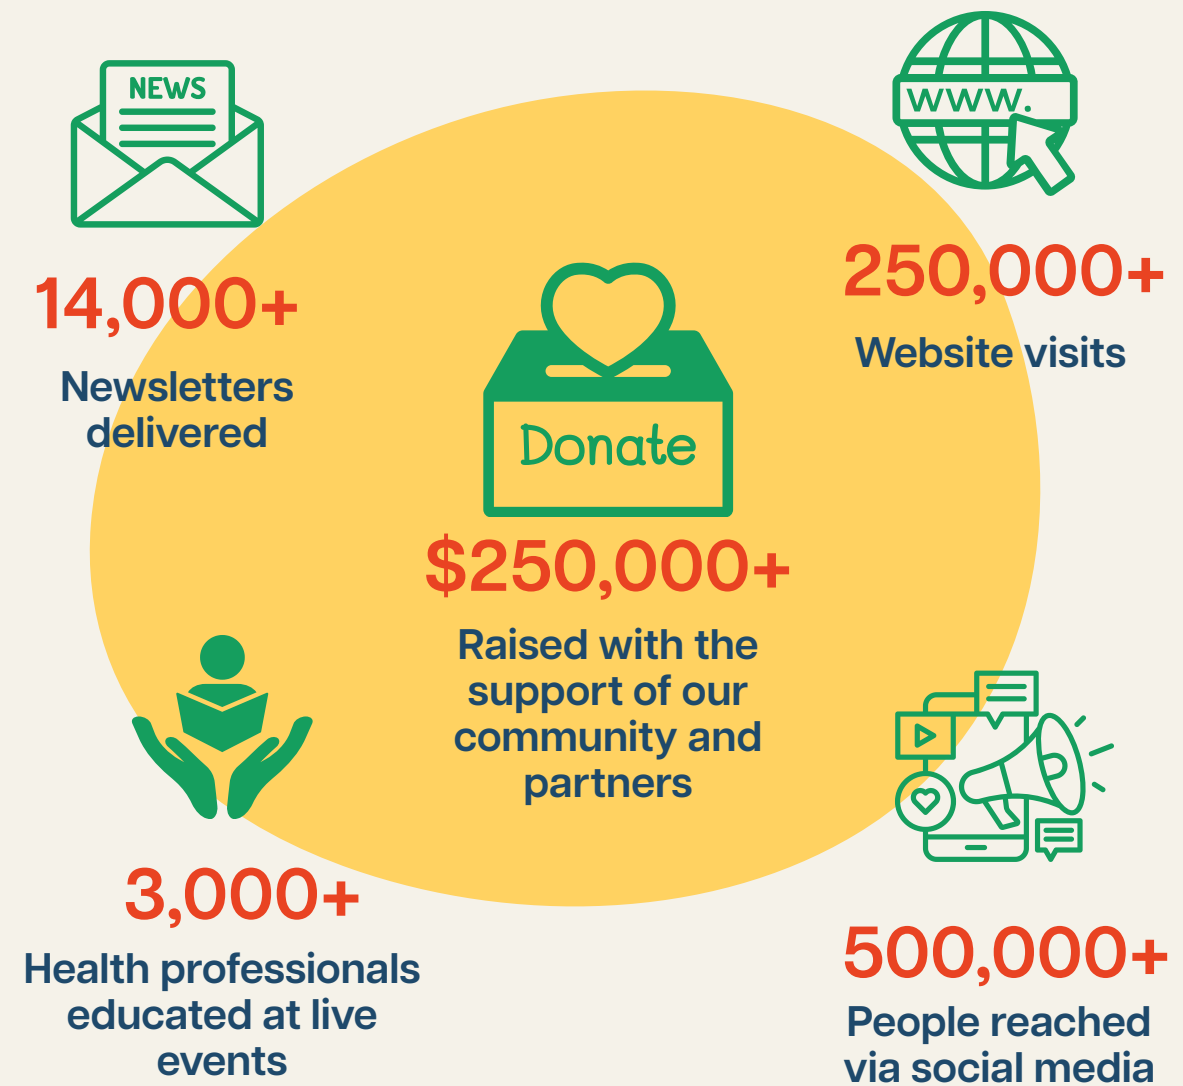 NEWS
14,000+
Newsletters
delivered
www.
250,000+
Website visits
Donate
$250,000+
Raised with the
support of our
community and
partners
3,000+
Health professionals
educated at live
events
500,000+
People reached
via social media